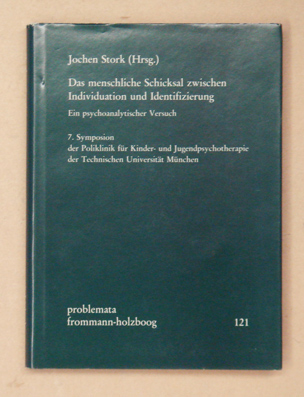 Jochen Stork (Hrsg.)
Das menschliche Schicksal zwischen
Individuation und Identifizierung
Ein psychoanalytischer Versuch
7. Symposion
der Poliklinik für Kinder- und Jugendpsychotherapie
der Technischen Universität München
problemata
frommann-holzboog 121